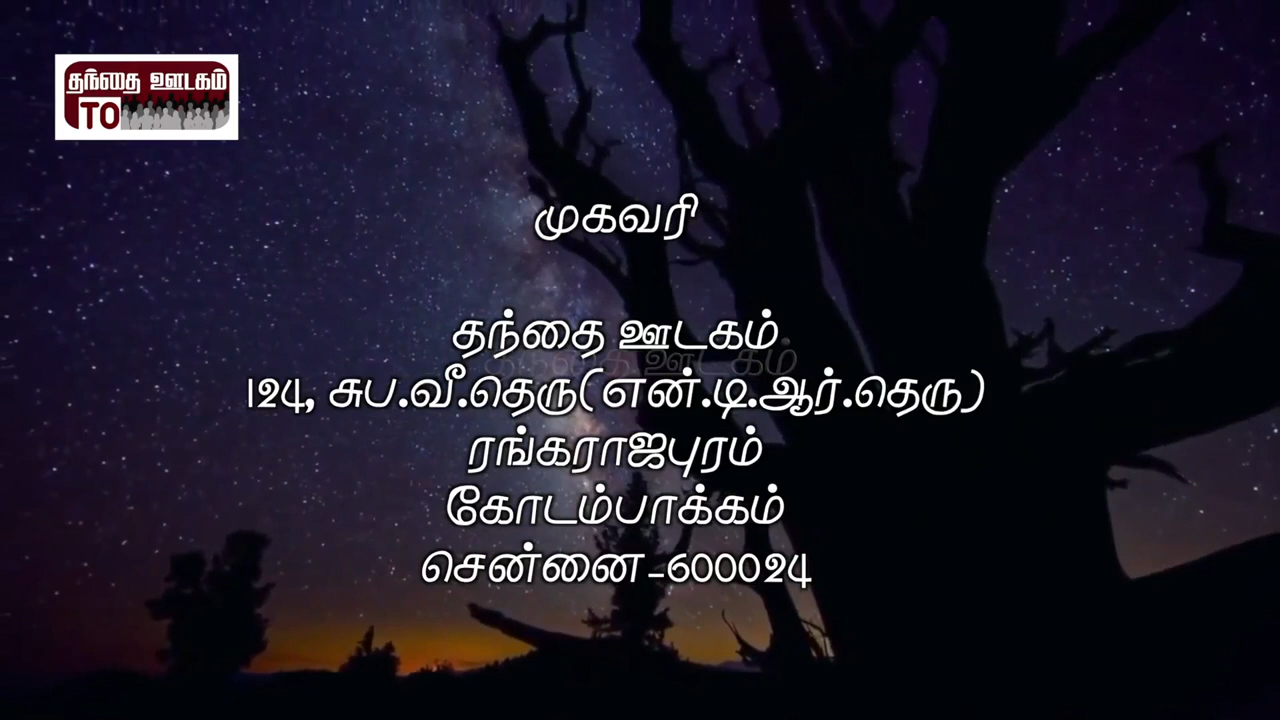 தந்தை ஊடகம்
TO
முகவரி
தந்தை ஊடகம்
124, சுப.வீ.தெரு(என்.டி.ஆர்.தெரு)
ரங்கராஜபுரம்
கோடம்பாக்கம்
சென்னை-600024